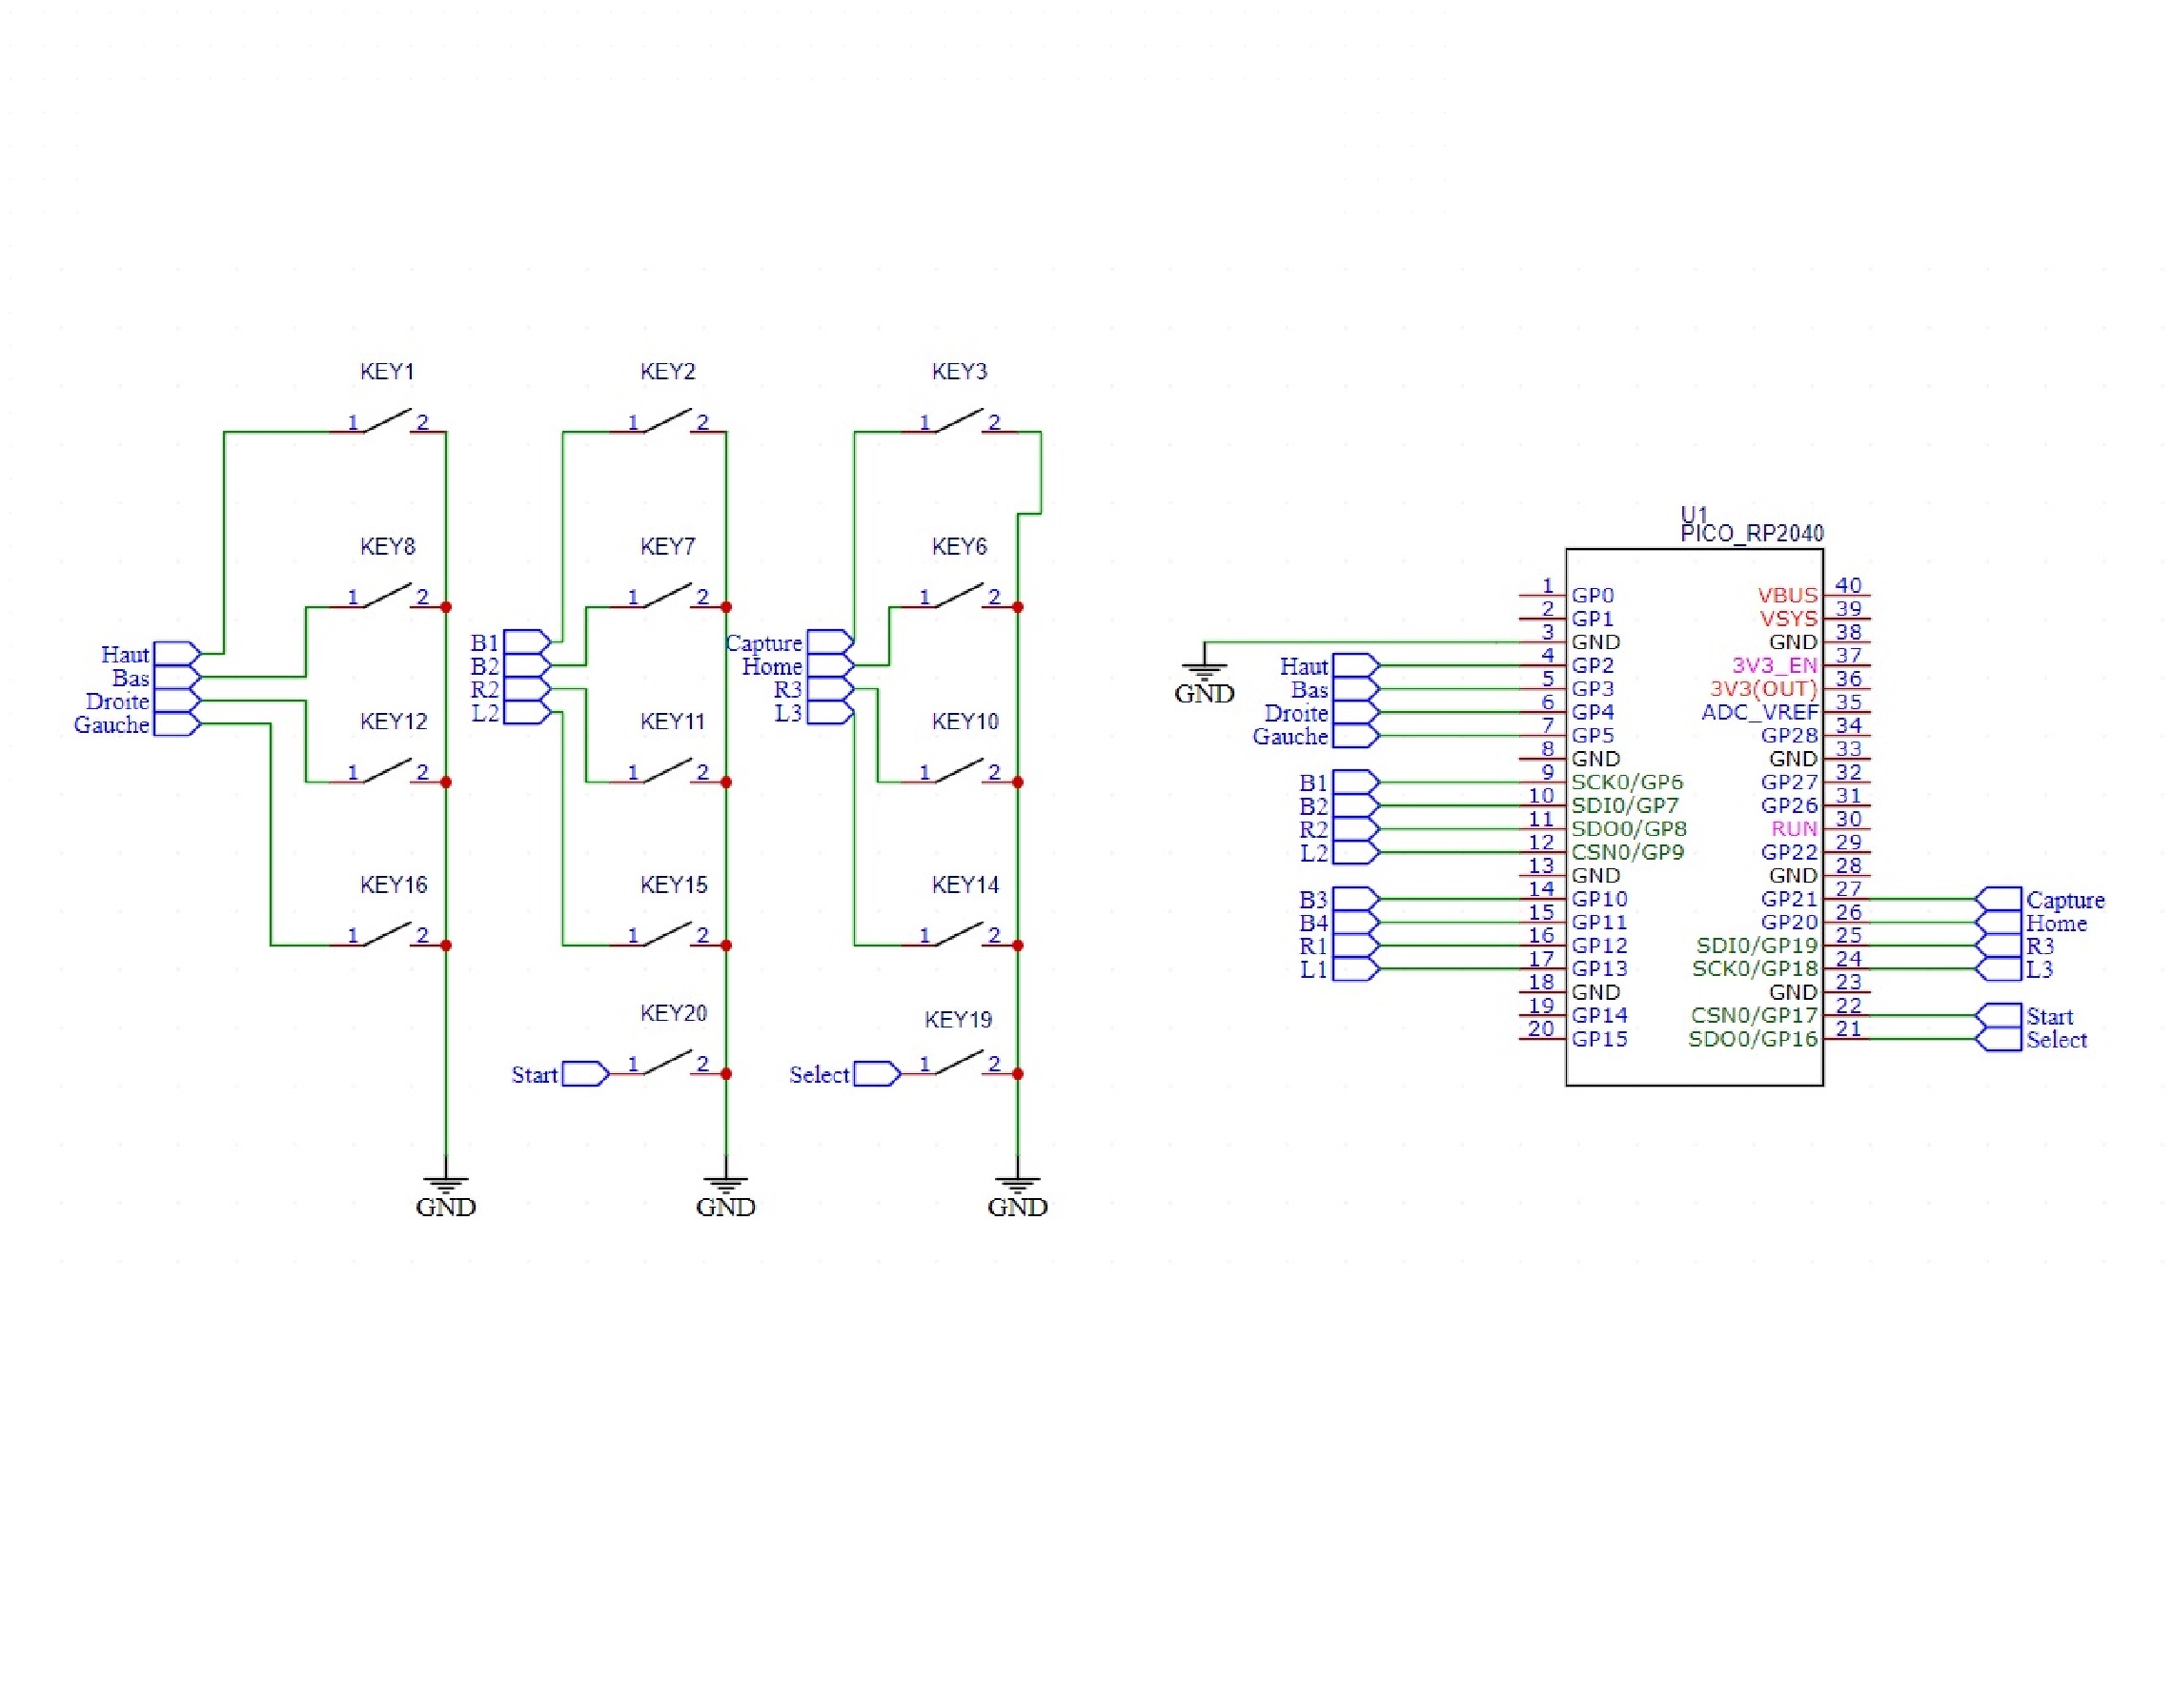 KEY1 KEY2 KEY3
1 2 1 2 1 2
KEY8 KEY7 KEY6
1 2 1 2 1 2
Haut
Bas
Droite
Gauche
B1
B2
R2
L2
Capture
Home
R3
L3
KEY12 KEY11 KEY10
1 2 1 2 1 2
KEY16 KEY15 KEY14
1 2 1 2 1 2
KEY20 KEY19
Start 1 2 Select 1 2
GND GND GND
U1
PICO_RP2040
1 GP0 VBUS 40
2 GP1 VSYS 39
3 GND GND 38
GND
Haut 4 GP2 3V3_EN 37
Bas 5 GP3 3V3(OUT) 36
Droite 6 GP4 ADC_VREF 35
Gauche 7 GP5 GP28 34
8 GND GND 33
B1 9 SCK0/GP6 GP27 32
B2 10 SDI0/GP7 GP26 31
R2 11 SDO0/GP8 RUN 30
L2 12 CSN0/GP9 GP22 29
13 GND GND 28
B3 14 GP10 GP21 27 Capture
B4 15 GP11 GP20 26 Home
R1 16 GP12 SDI0/GP19 25 R3
L1 17 GP13 SCK0/GP18 24 L3
18 GND GND 23
19 GP14 CSN0/GP17 22 Start
20 GP15 SDO0/GP16 21 Select